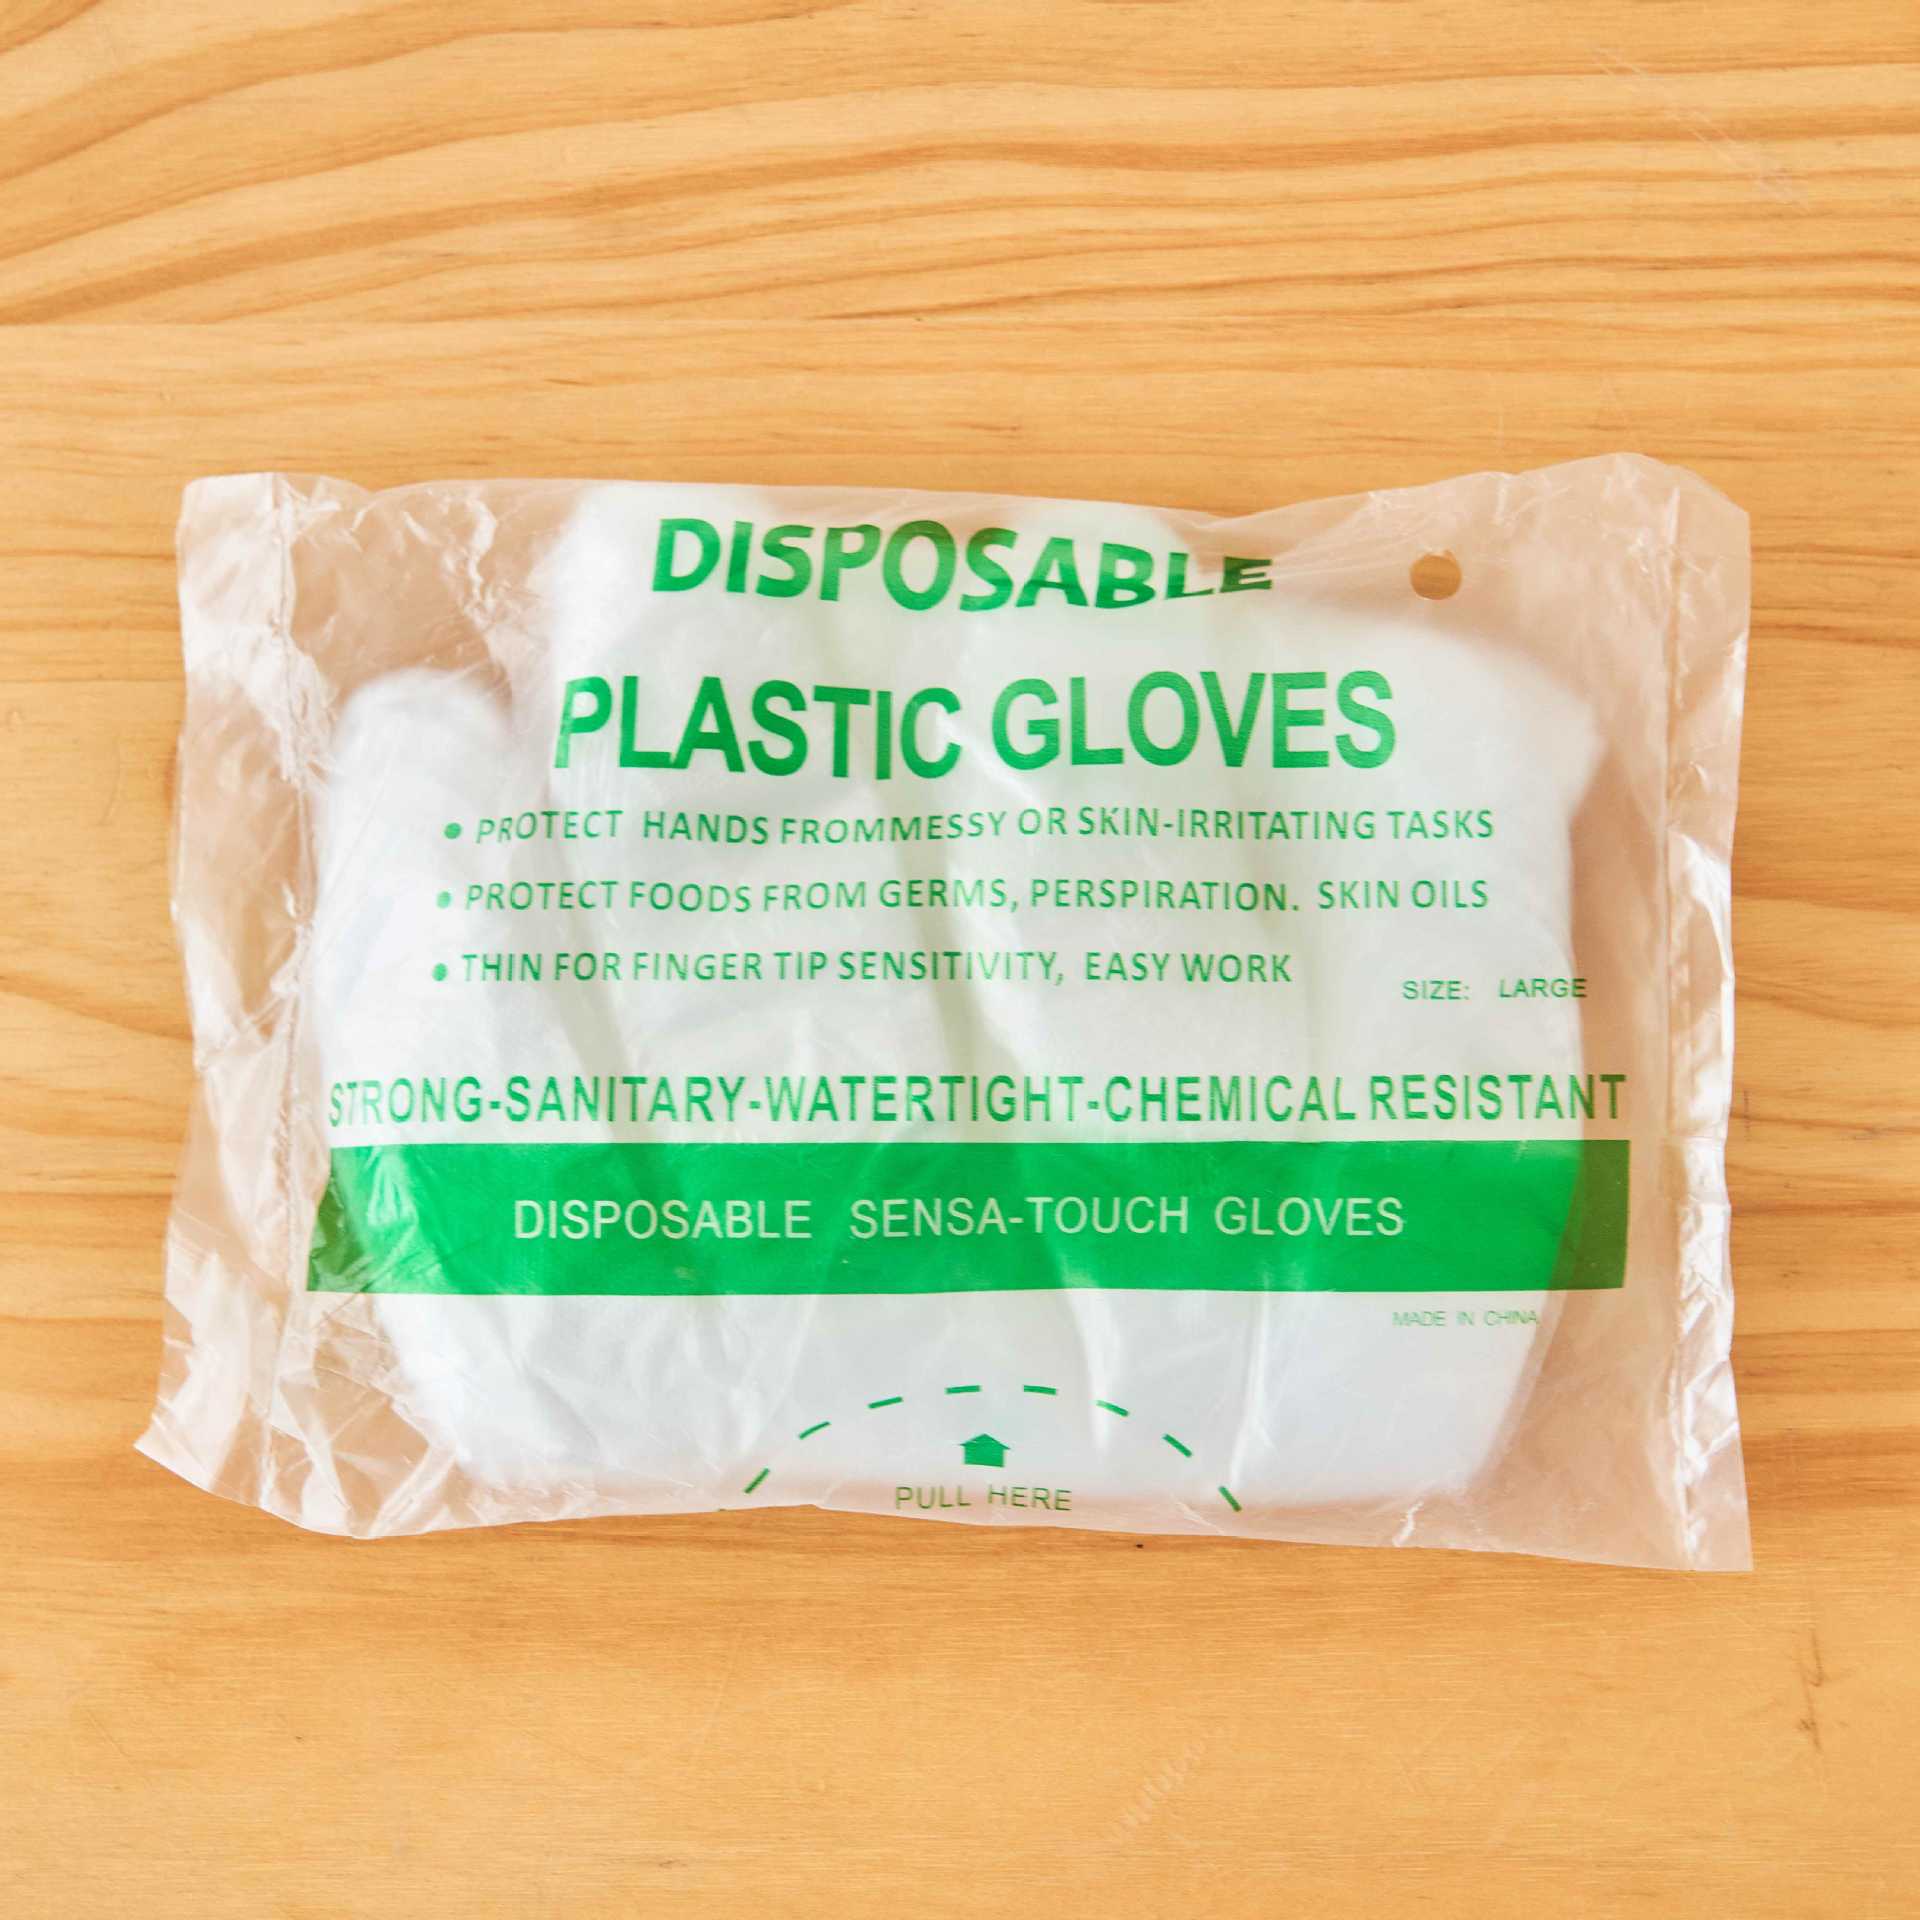 DISPOSABLE
PLASTIC GLOVES
• PROTECT HANDS FROMMESSY OR SKIN-IRRITATING TASKS
• PROTECT FOODS FROM GERMS, PERSPIRATION. SKIN OILS
• THIN FOR FINGER TIP SENSITIVITY, EASY WORK
SIZE: LARGE
STRONG-SANITARY-WATERTIGHT-CHEMICAL RESISTANT
DISPOSABLE SENSA-TOUCH GLOVES
MADE IN CHINA
PULL HERE